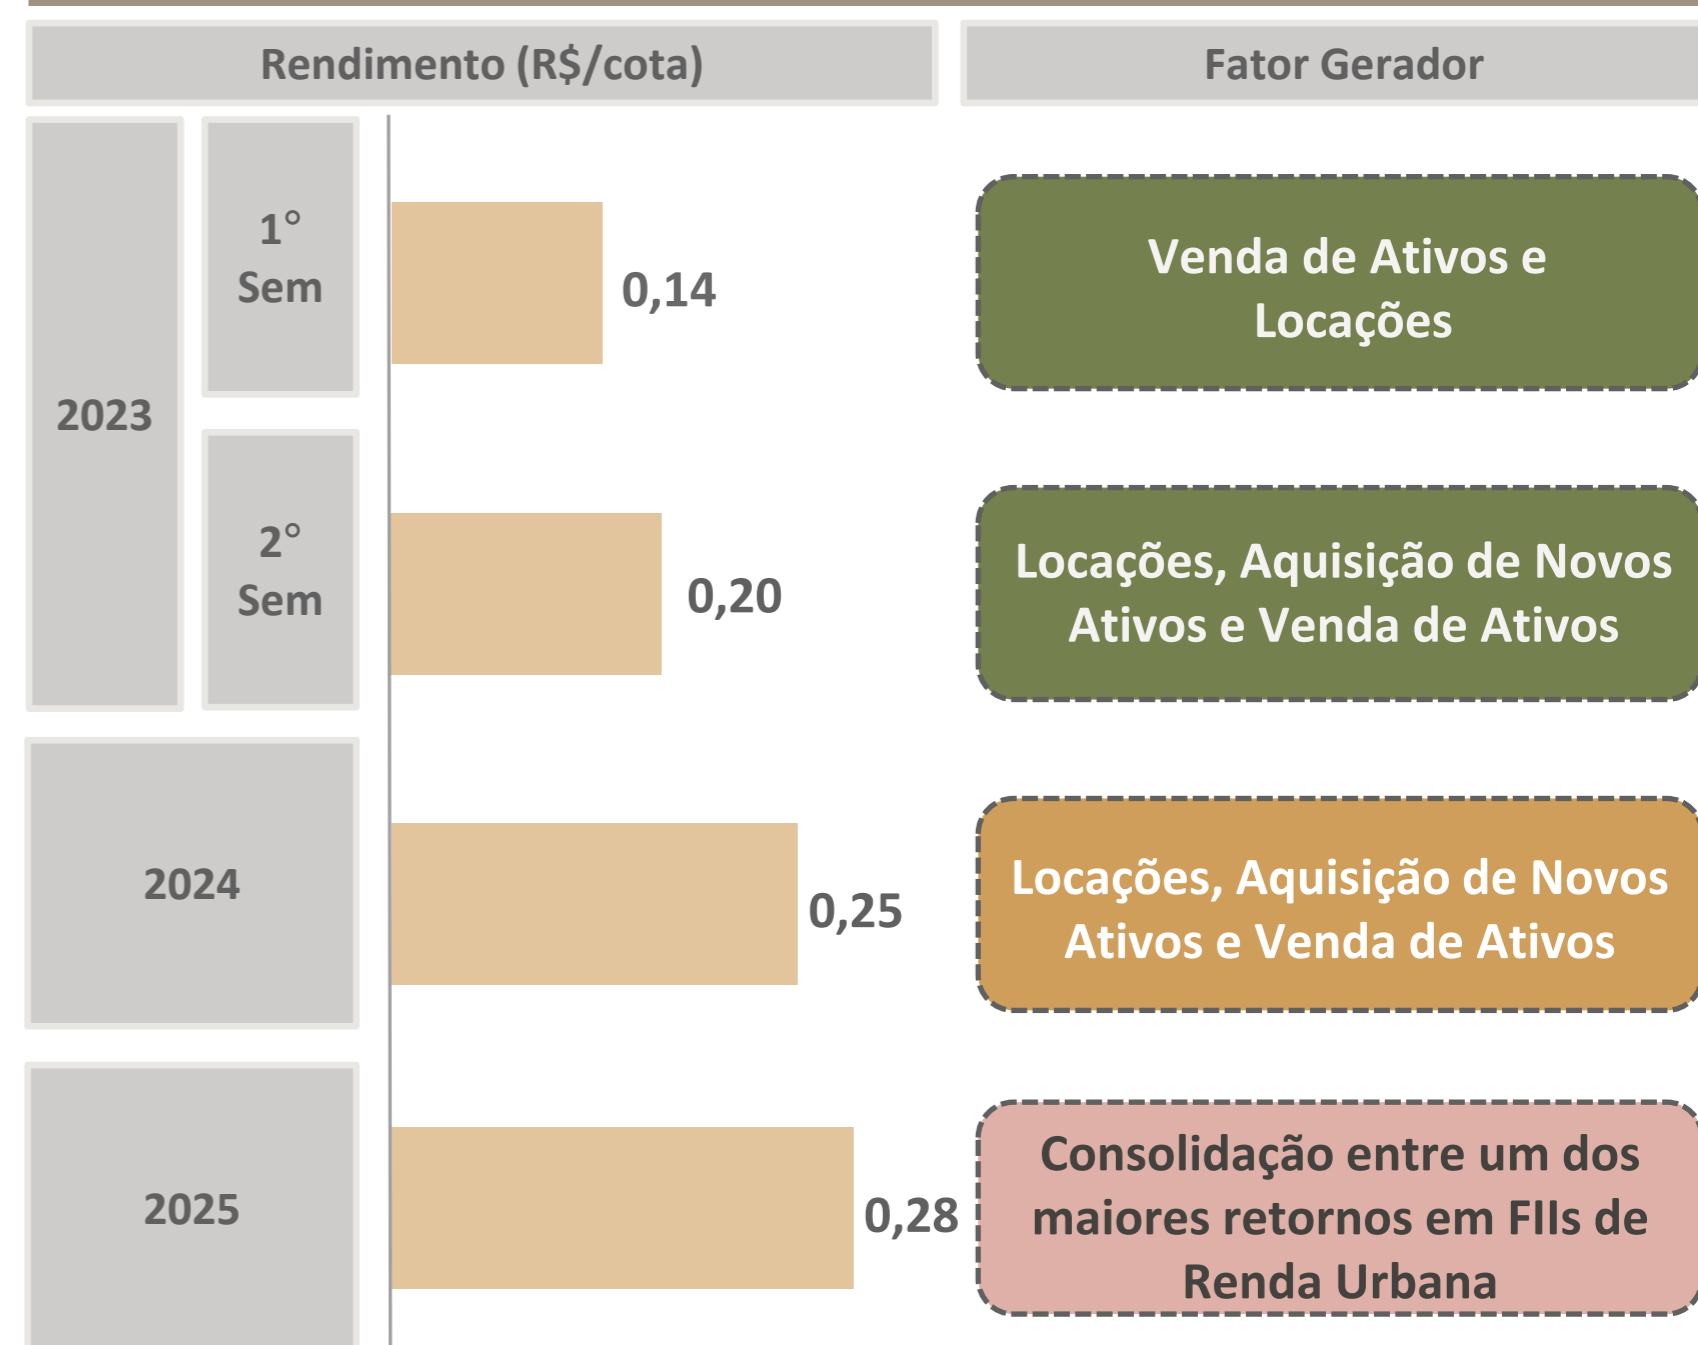 Rendimento (R$/cota)
Fator Gerador
2023
1°
Sem
0,14
Venda de Ativos e
Locações
2°
Sem
0,20
Locações, Aquisição de Novos
Ativos e Venda de Ativos
2024
0,25
Locações, Aquisição de Novos
Ativos e Venda de Ativos
2025
0,28
Consolidação entre um dos
maiores retornos em FIIs de
Renda Urbana